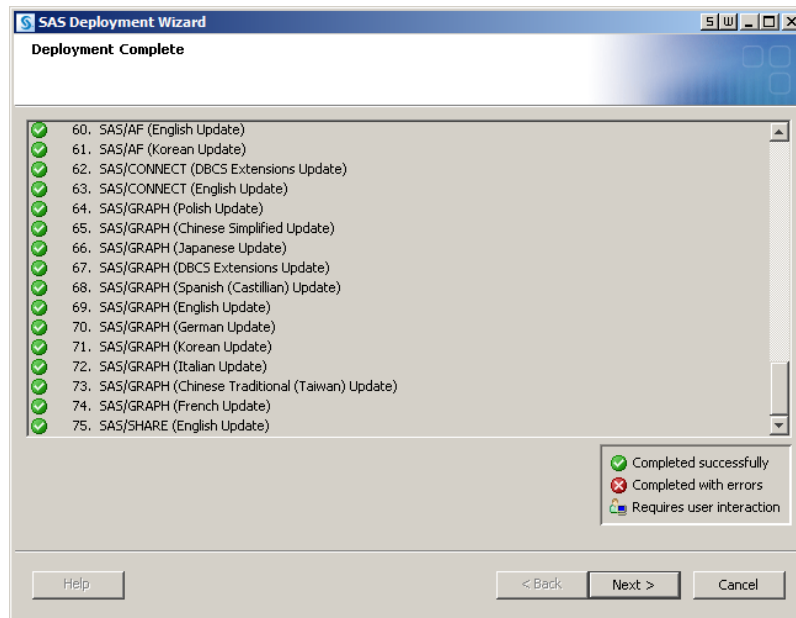 SAS Deployment Wizard
S W
Deployment Complete
60. SAS/AF (English Update)
61. SAS/AF (Korean Update)
62. SAS/CONNECT (DBCS Extensions Update)
63. SAS/CONNECT (English Update)
64. SAS/GRAPH (Polish Update)
65. SAS/GRAPH (Chinese Simplified Update)
66. SAS/GRAPH (Japanese Update)
67. SAS/GRAPH (DBCS Extensions Update)
68. SAS/GRAPH (Spanish (Castillian) Update)
69. SAS/GRAPH (English Update)
70. SAS/GRAPH (German Update)
71. SAS/GRAPH (Korean Update)
72. SAS/GRAPH (Italian Update)
73. SAS/GRAPH (Chinese Traditional (Taiwan) Update)
74. SAS/GRAPH (French Update)
75. SAS/SHARE (English Update)
Completed successfully
Completed with errors
Requires user interaction
Help
< Back
Next >
Cancel